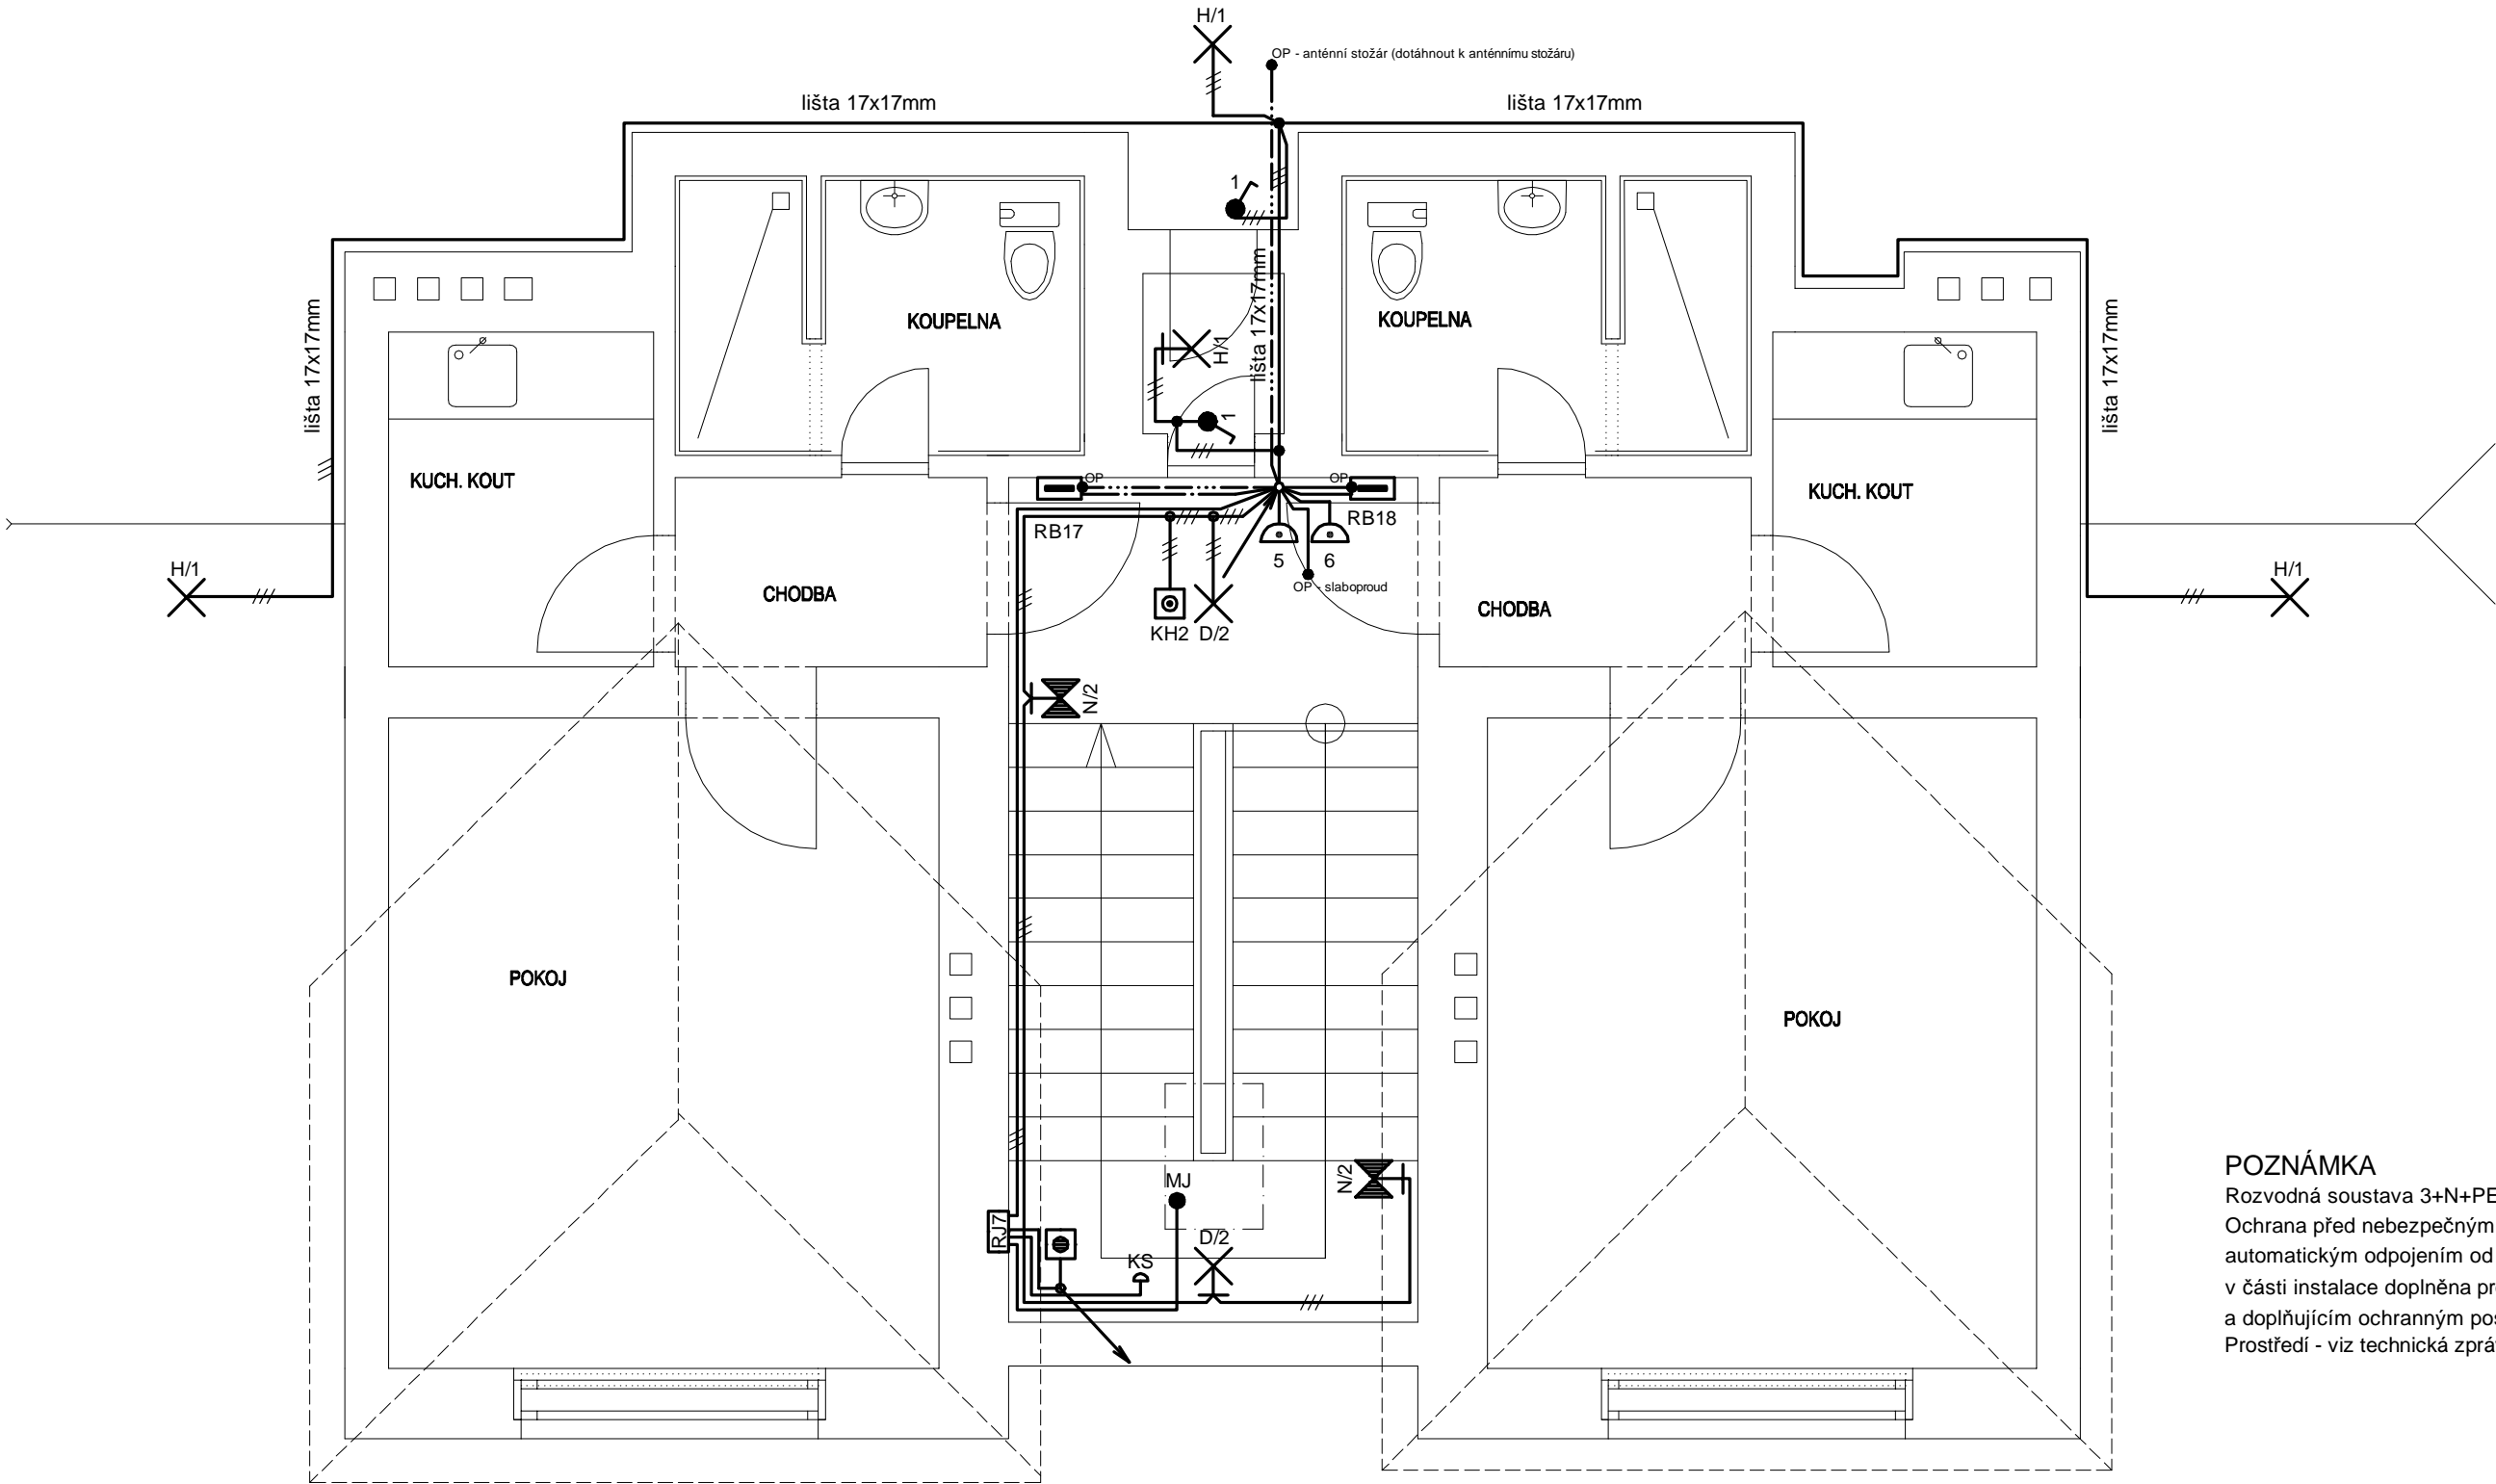 H/1
OP - anténní stožár (dotáhnout k anténnímu stožáru)
lišta 17x17mm
lišta 17x17mm
1
lišta 17x17mm
KOUPELNA
lišta 17x17mm
H/1
KOUPELNA
lišta 17x17mm
1
KUCH. KOUT
OP
OP
KUCH. KOUT
RB17
RB18
5
6
H/1
OP - slaboproud
H/1
CHODBA
KH2
D/2
CHODBA
N/2
POKOJ
POKOJ
MJ
N/2
RJ7
D/2
KS
POZNÁMKA
Rozvodná soustava 3+N+PE
Ochrana před nebezpečným
automatickým odpojením od
v části instalace doplněna
a doplňujícím ochranným
Prostředí - viz technická